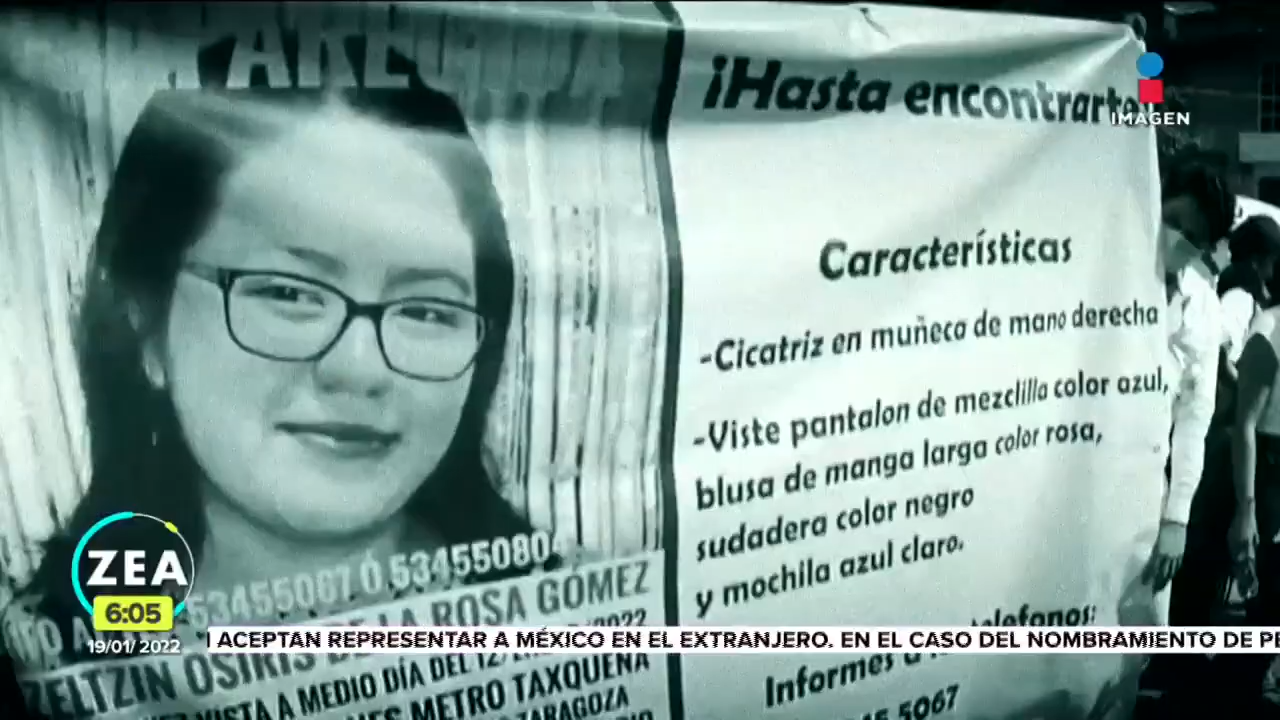 ¡Hasta encontrarte!
IMAGEN
Características
-Cicatriz en muñeca de mano derecha
-Viste pantalon de mezclilla color azul,
blusa de manga larga color rosa,
sudadera color negro
y mochila azul claro.
Informes
5067
53455067 Ó 534550804
ZELTZIN OSIRIS DE LA ROSA GÓMEZ
VISTA A MEDIO DÍA DEL 12
METRO TAXQUEÑA
ZARAGOZA
ZEA
6:05
19/01/2022
ACEPTAN REPRESENTAR A MÉXICO EN EL EXTRANJERO. EN EL CASO DEL NOMBRAMIENTO DE